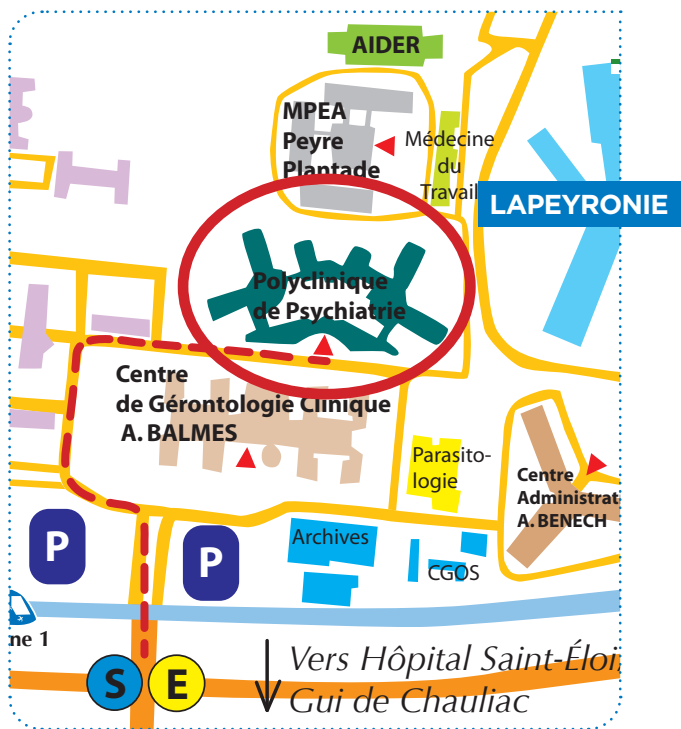 AIDER
MPEA
Peyre
Plantade
Médecine
du
Travail
LAPEYRONIE
Polyclinique
de Psychiatrie
Centre
de Gérontologie Clinique
A. BALMES
Parasito-
logie
Centre
Administrat
A. BENECH
P
P
Archives
CGOS
ne 1
S
E
Vers Hôpital Saint-Éloi,
Gui de Chauliac